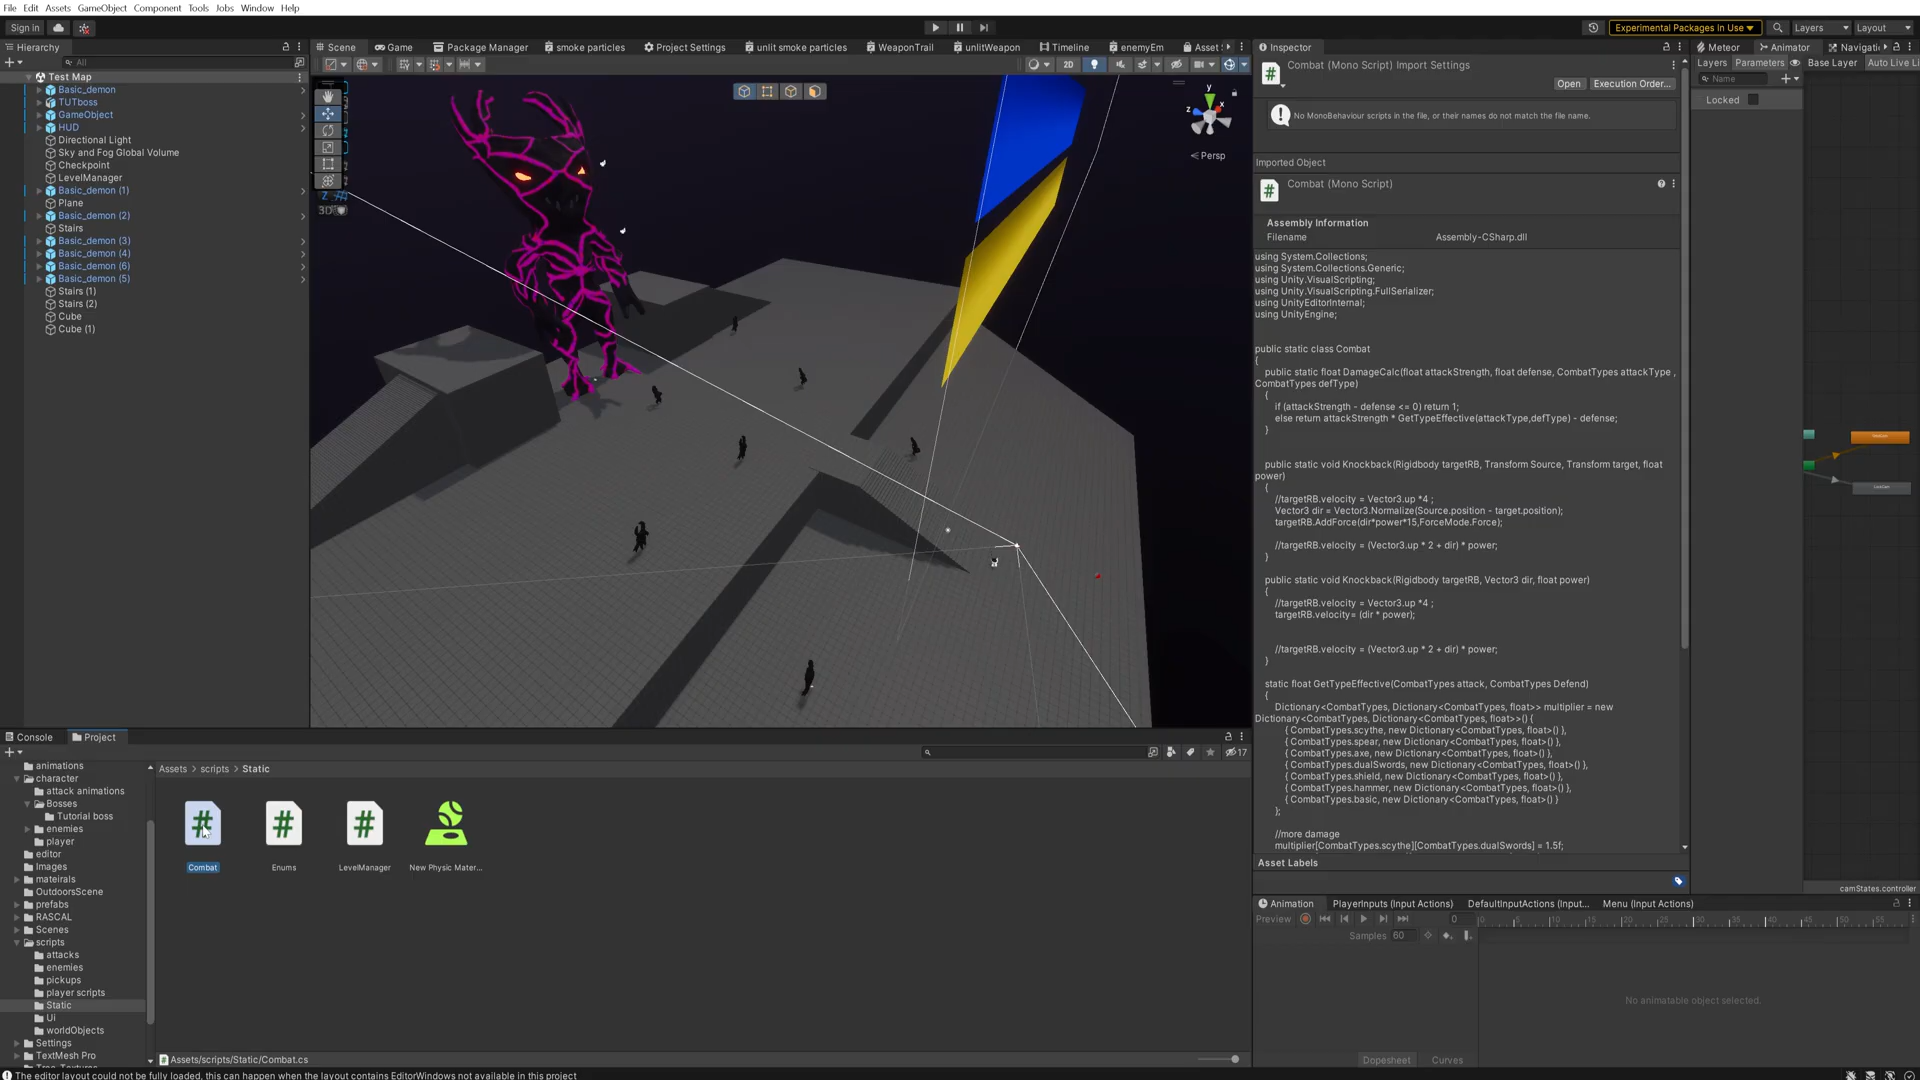 File Edit Assets GameObject Component Tools Jobs Window Help
Sign in
Experimental Packages In Use
Layers
Layout
Hierarchy
Scene
Game
Package Manager
smoke particles
Project Settings
unlit smoke particles
WeaponTrail
unlitWeapon
Timeline
enemyEm
Asset
Inspector
Meteor
Animator
Navigati
All
2D
Layers Parameters
Base Layer
Auto Live Li
Name
Locked
Test Map
Basic_demon
TUTboss
GameObject
HUD
Directional Light
Sky and Fog Global Volume
Checkpoint
LevelManager
Basic_demon (1)
Plane
Basic_demon (2)
Stairs
Basic_demon (3)
Basic_demon (4)
Basic_demon (6)
Basic_demon (5)
Stairs (1)
Stairs (2)
Cube
Cube (1)
y
x
z
Persp
Combat (Mono Script) Import Settings
Open
Execution Order...
No MonoBehaviour scripts in the file, or their names do not match the file name.
Imported Object
Combat (Mono Script)
Assembly Information
Filename Assembly-CSharp.dll
using System.Collections;
using System.Collections.Generic;
using Unity.VisualScripting;
using Unity.VisualScripting.FullSerializer;
using UnityEditorInternal;
using UnityEngine;
public static class Combat
{
public static float DamageCalc(float attackStrength, float defense, CombatTypes attackType ,
CombatTypes defType)
{
if (attackStrength - defense <= 0) return 1;
else return attackStrength * GetTypeEffective(attackType,defType) - defense;
}
public static void Knockback(Rigidbody targetRB, Transform Source, Transform target, float
power)
{
//targetRB.velocity = Vector3.up *4 ;
Vector3 dir = Vector3.Normalize(Source.position - target.position);
targetRB.AddForce(dir*power*15,ForceMode.Force);
//targetRB.velocity = (Vector3.up * 2 + dir) * power;
}
public static void Knockback(Rigidbody targetRB, Vector3 dir, float power)
{
//targetRB.velocity = Vector3.up *4 ;
targetRB.velocity= (dir * power);
//targetRB.velocity = (Vector3.up * 2 + dir) * power;
}
static float GetTypeEffective(CombatTypes attack, CombatTypes Defend)
{
Dictionary<CombatTypes, Dictionary<CombatTypes, float>> multiplier = new
Dictionary<CombatTypes, Dictionary<CombatTypes, float>>() {
{ CombatTypes.scythe, new Dictionary<CombatTypes, float>() },
{ CombatTypes.spear, new Dictionary<CombatTypes, float>() },
{ CombatTypes.axe, new Dictionary<CombatTypes, float>() },
{ CombatTypes.dualSwords, new Dictionary<CombatTypes, float>() },
{ CombatTypes.shield, new Dictionary<CombatTypes, float>() },
{ CombatTypes.hammer, new Dictionary<CombatTypes, float>() },
{ CombatTypes.basic, new Dictionary<CombatTypes, float>() }
};
//more damage
multiplier[CombatTypes.scythe][CombatTypes.dualSwords] = 1.5f;
Asset Labels
camStates.controller
Console
Project
17
animations
character
attack animations
Bosses
Tutorial boss
enemies
player
editor
Images
mateirals
OutdoorsScene
prefabs
RASCAL
Scenes
scripts
attacks
enemies
pickups
player scripts
Static
Ui
worldObjects
Settings
TextMesh Pro
Assets > scripts > Static
Combat
Enums
LevelManager
New Physic Mater...
Assets/scripts/Static/Combat.cs
Animation
PlayerInputs (Input Actions)
DefaultInputActions (Input...
Menu (Input Actions)
Preview
0
Samples 60
No animatable object selected.
Dopesheet
Curves
The editor layout could not be fully loaded, this can happen when the layout contains EditorWindows not available in this project